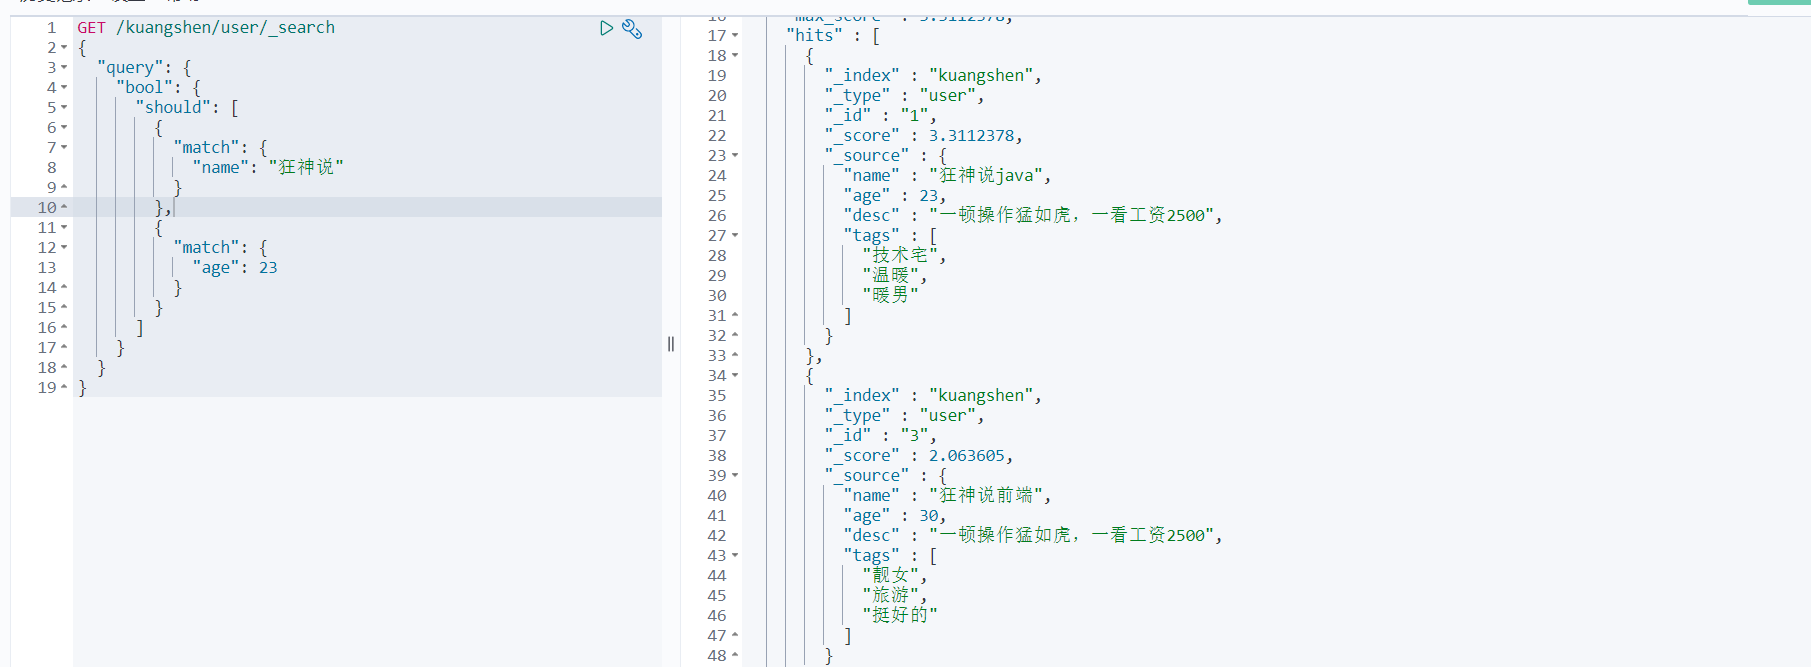 1 GET /kuangshen/user/_search
2 {
3 "query": {
4 "bool": {
5 "should": [
6 {
7 "match": {
8 "name": "狂神说"
9 }
10 },
11 {
12 "match": {
13 "age": 23
14 }
15 }
16 ]
17 }
18 }
19 }
16 "max_score" : 3.3112378,
17 "hits" : [
18 {
19 "_index" : "kuangshen",
20 "_type" : "user",
21 "_id" : "1",
22 "_score" : 3.3112378,
23 "_source" : {
24 "name" : "狂神说java",
25 "age" : 23,
26 "desc" : "一顿操作猛如虎，一看工资2500",
27 "tags" : [
28 "技术宅",
29 "温暖",
30 "暖男"
31 ]
32 }
33 },
34 {
35 "_index" : "kuangshen",
36 "_type" : "user",
37 "_id" : "3",
38 "_score" : 2.063605,
39 "_source" : {
40 "name" : "狂神说前端",
41 "age" : 30,
42 "desc" : "一顿操作猛如虎，一看工资2500",
43 "tags" : [
44 "靓女",
45 "旅游",
46 "挺好的"
47 ]
48 }